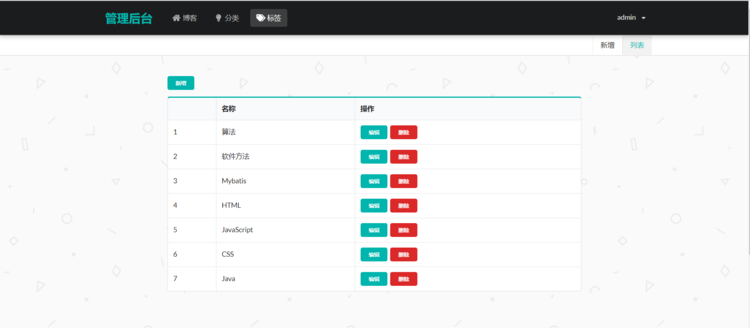 管理后台 博客 分类 标签 admin
新增 列表
新增
名称 操作
1 算法 编辑 删除
2 软件方法 编辑 删除
3 Mybatis 编辑 删除
4 HTML 编辑 删除
5 JavaScript 编辑 删除
6 CSS 编辑 删除
7 Java 编辑 删除